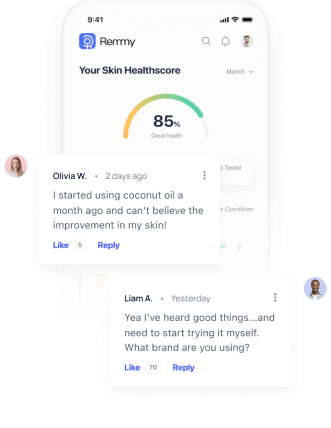 9:41
Remmy
Your Skin Healthscore
Month
85%
Great health
s Tested
Olivia W. • 2 days ago
I started using coconut oil a
month ago and can't believe the
improvement in my skin!
Like 5 Reply
e Condition
Liam A. • Yesterday
Yea I've heard good things...and
need to start trying it myself.
What brand are you using?
Like 70 Reply